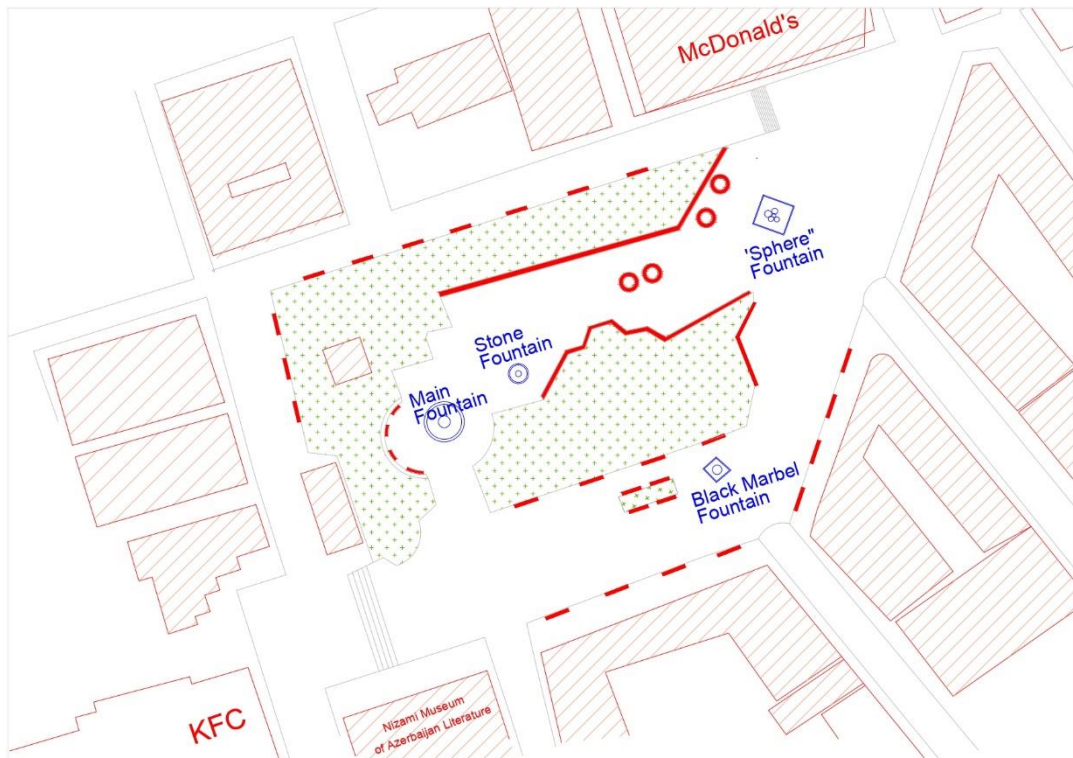 McDonald's
'Sphere"
Fountain
Stone
Fountain
Main
Fountain
Black Marbel
Fountain
KFC
Nizami Museum
of Azerbaijan Literature